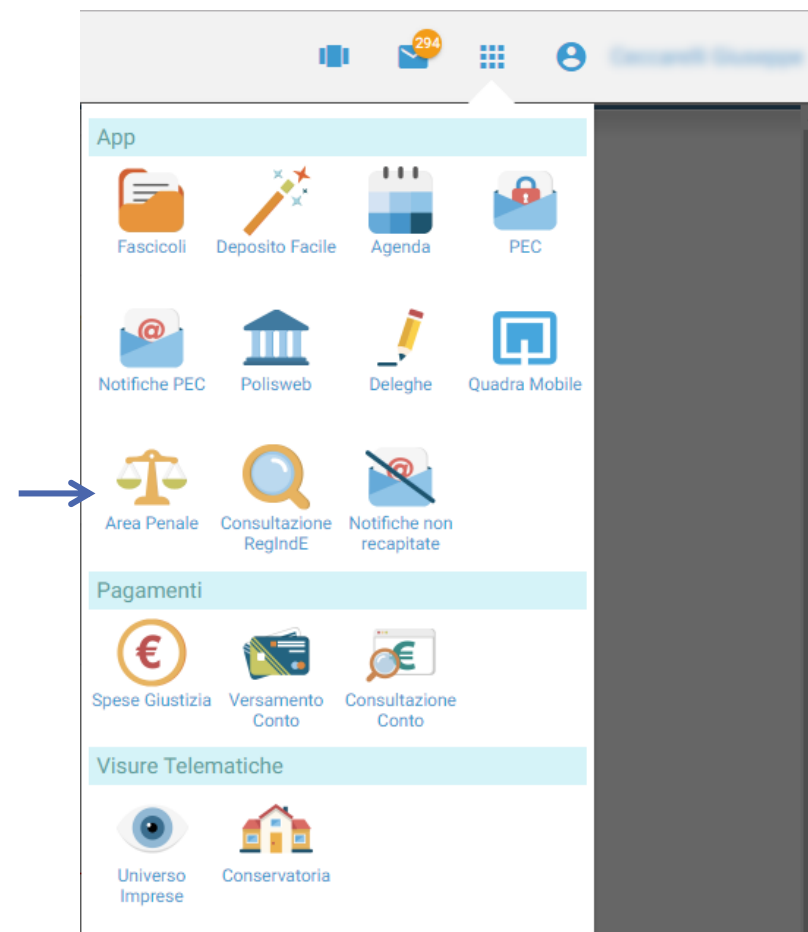 294
App
Fascicoli
Deposito Facile
Agenda
PEC
@
Notifiche PEC
Polisweb
Deleghe
Quadra Mobile
Area Penale
Consultazione
RegIndE
@
Notifiche non
recapitate
Pagamenti
€
Spese Giustizia
Versamento
Conto
€
Consultazione
Conto
Visure Telematiche
Universo
Imprese
Conservatoria